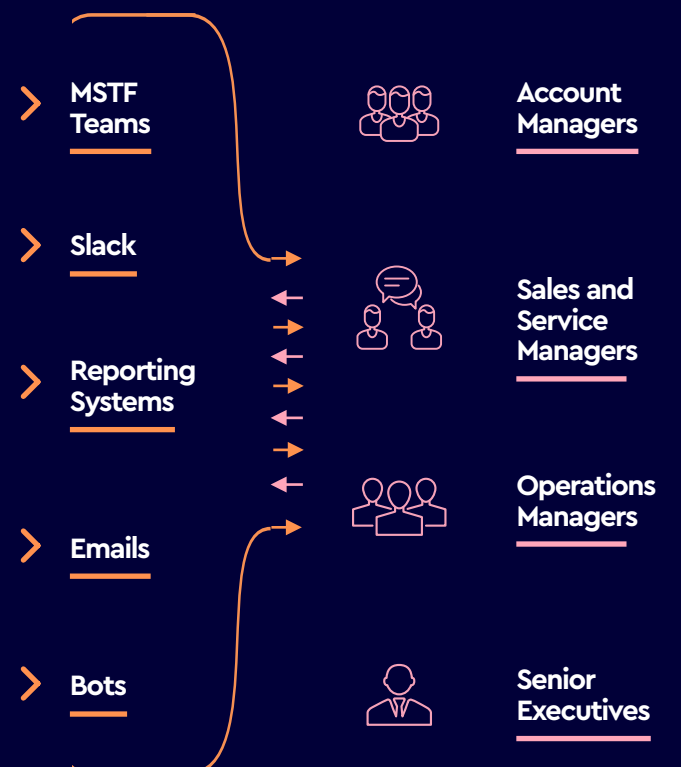 MSTF
Teams
Slack
Reporting
Systems
Emails
Bots
Account
Managers
Sales and
Service
Managers
Operations
Managers
Senior
Executives